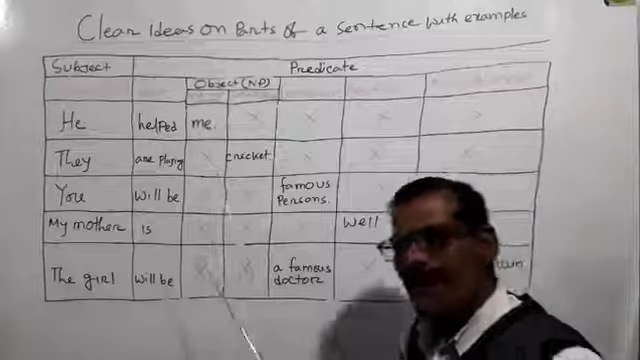 Clear Ideas on Parts of a Sentence with examples
Subject Predicate
Object (NP)
He helped me. x x x x
They are playing x cricket x x x
You will be famous Persons.
My mother is well
The girl will be x x a famous doctor x